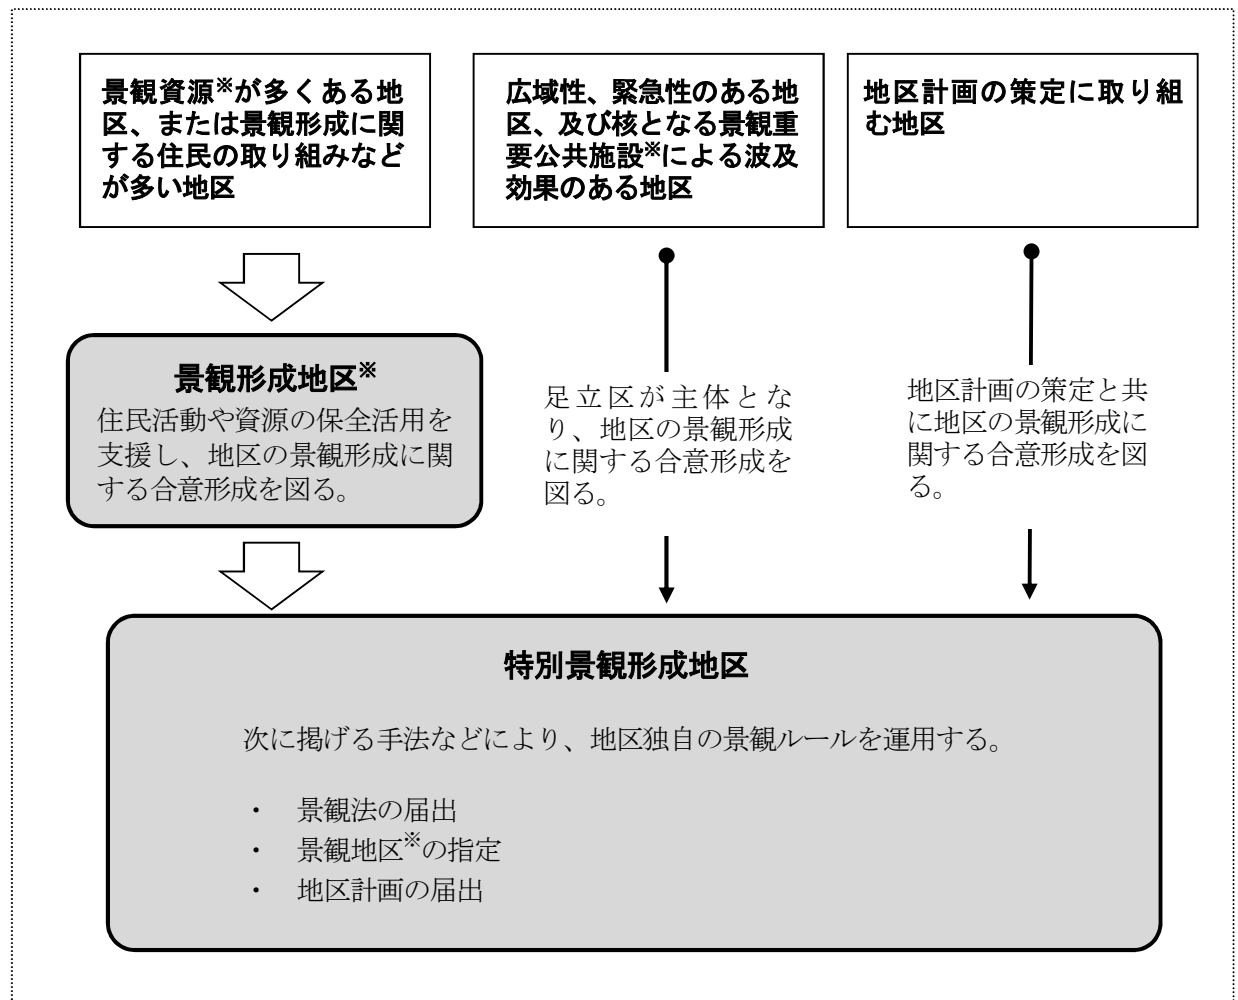 景観資源※が多くある地
区、または景観形成に関
する住民の取り組みなど
が多い地区
広域性、緊急性のある地
区、及び核となる景観重
要公共施設※による波及
効果のある地区
地区計画の策定に取り組
む地区
景観形成地区※
住民活動や資源の保全活用を
支援し、地区の景観形成に関
する合意形成を図る。
足立区が主体とな
り、地区の景観形成
に関する合意形成を
図る。
地区計画の策定と共
に地区の景観形成に
関する合意形成を図
る。
特別景観形成地区
次に掲げる手法などにより、地区独自の景観ルールを運用する。
・ 景観法の届出
・ 景観地区※の指定
・ 地区計画の届出